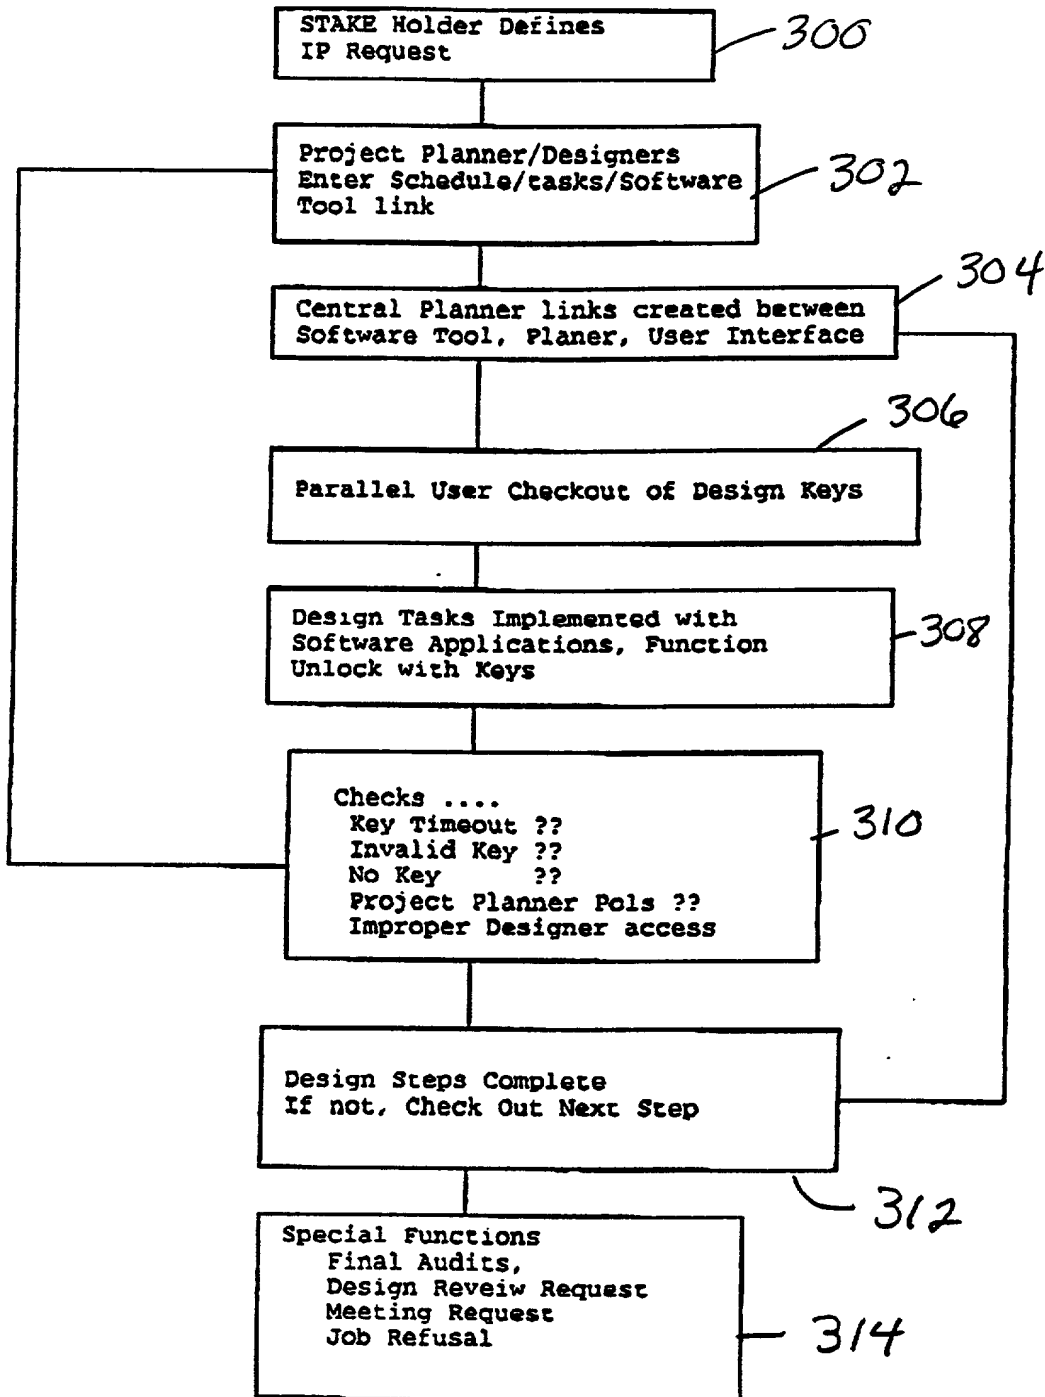 STAKE Holder Defines
IP Request
300
Project Planner/Designers
Enter Schedule/tasks/Software
Tool link
302
304
Central Planner links created between
Software Tool, Planer, User Interface
306
Parallel User Checkout of Design Keys
Design Tasks Implemented with
Software Applications, Function
Unlock with Keys
308
Checks ....
Key Timeout ??
Invalid Key ??
No Key ??
Project Planner Pols ??
Improper Designer access
310
Design Steps Complete
If not, Check Out Next Step
312
Special Functions
Final Audits,
Design Reveiw Request
Meeting Request
Job Refusal
314